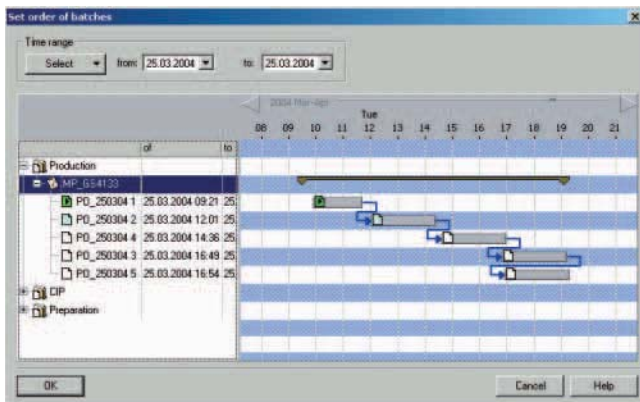 Set order of batches
Time range
Select from: 25.03.2004 to: 25.03.2004
Tue
08 09 10 11 12 13 14 15 16 17 18 19 20 21
of to
Production
MP_GS4133
PO_250304 1 25.03.2004 09:21 25.
PO_250304 2 25.03.2004 12:01 25.
PO_250304 4 25.03.2004 14:36 25.
PO_250304 3 25.03.2004 16:49 25.
PO_250304 5 25.03.2004 16:54 25.
CIP
Preparation
OK Cancel Help